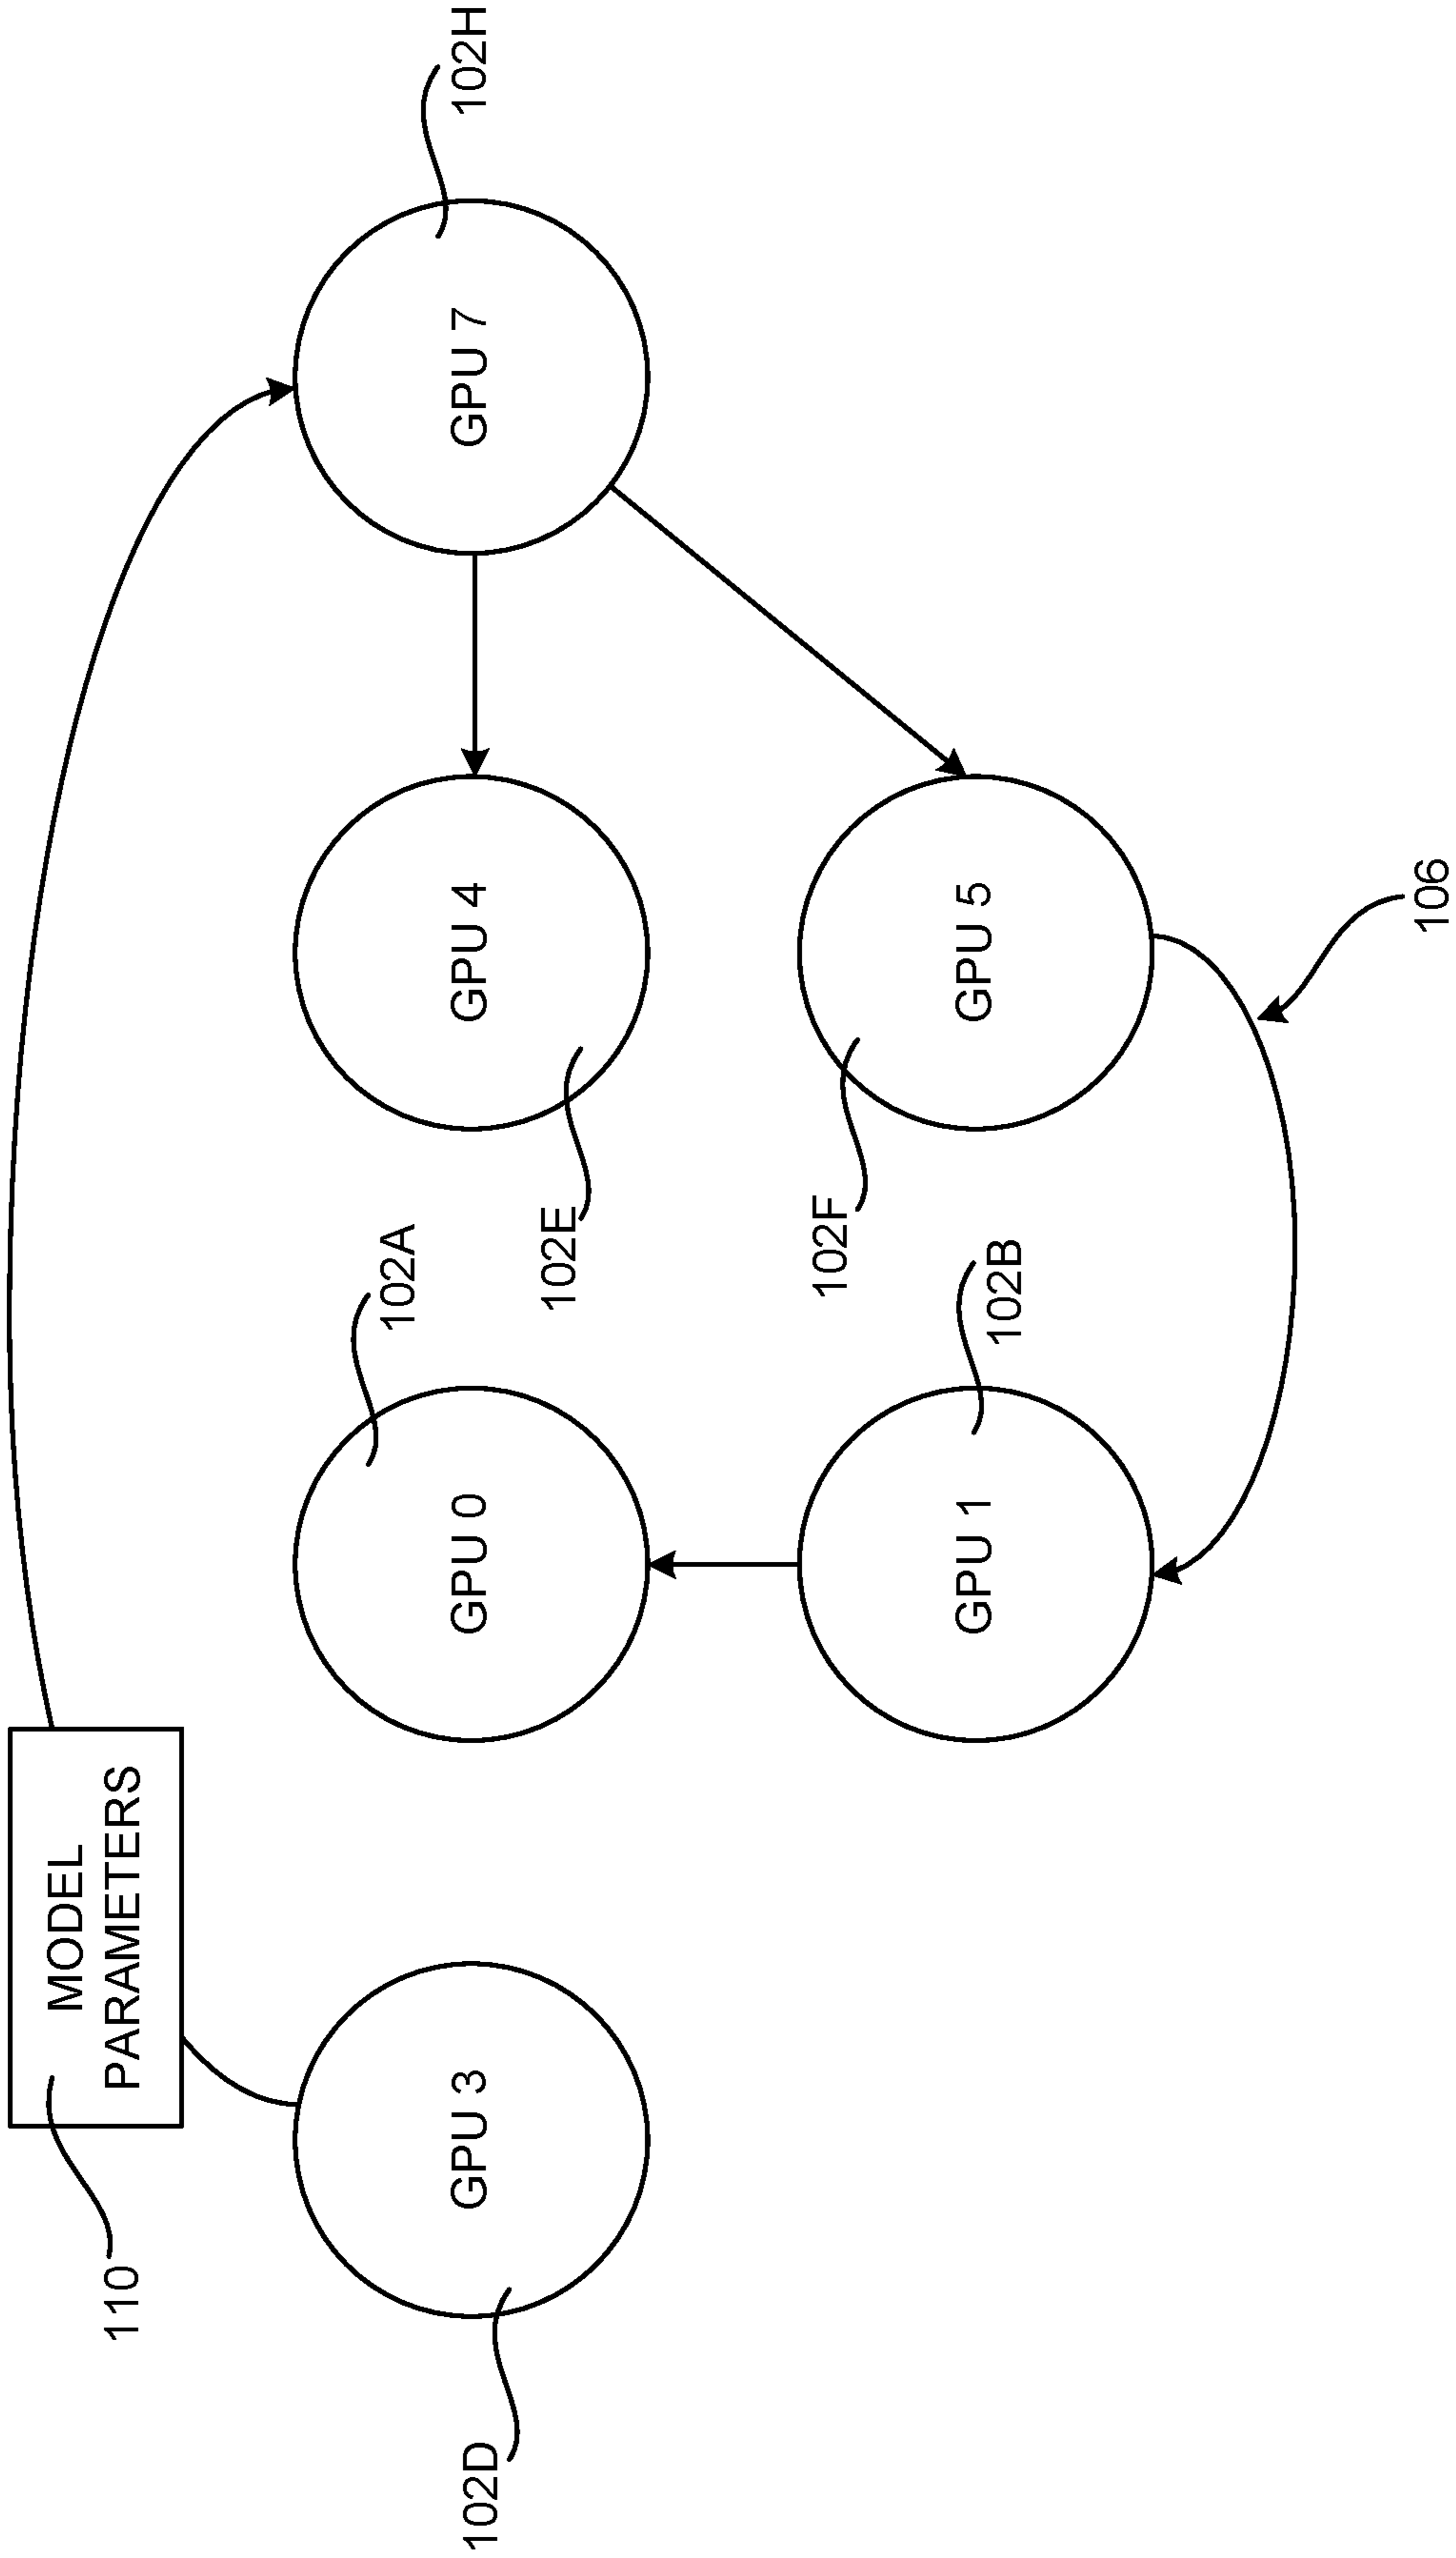 110
MODEL
PARAMETERS
102D
GPU 3
GPU 0
102A
GPU 4
102E
GPU 7
102H
GPU 1
102B
GPU 5
102F
106